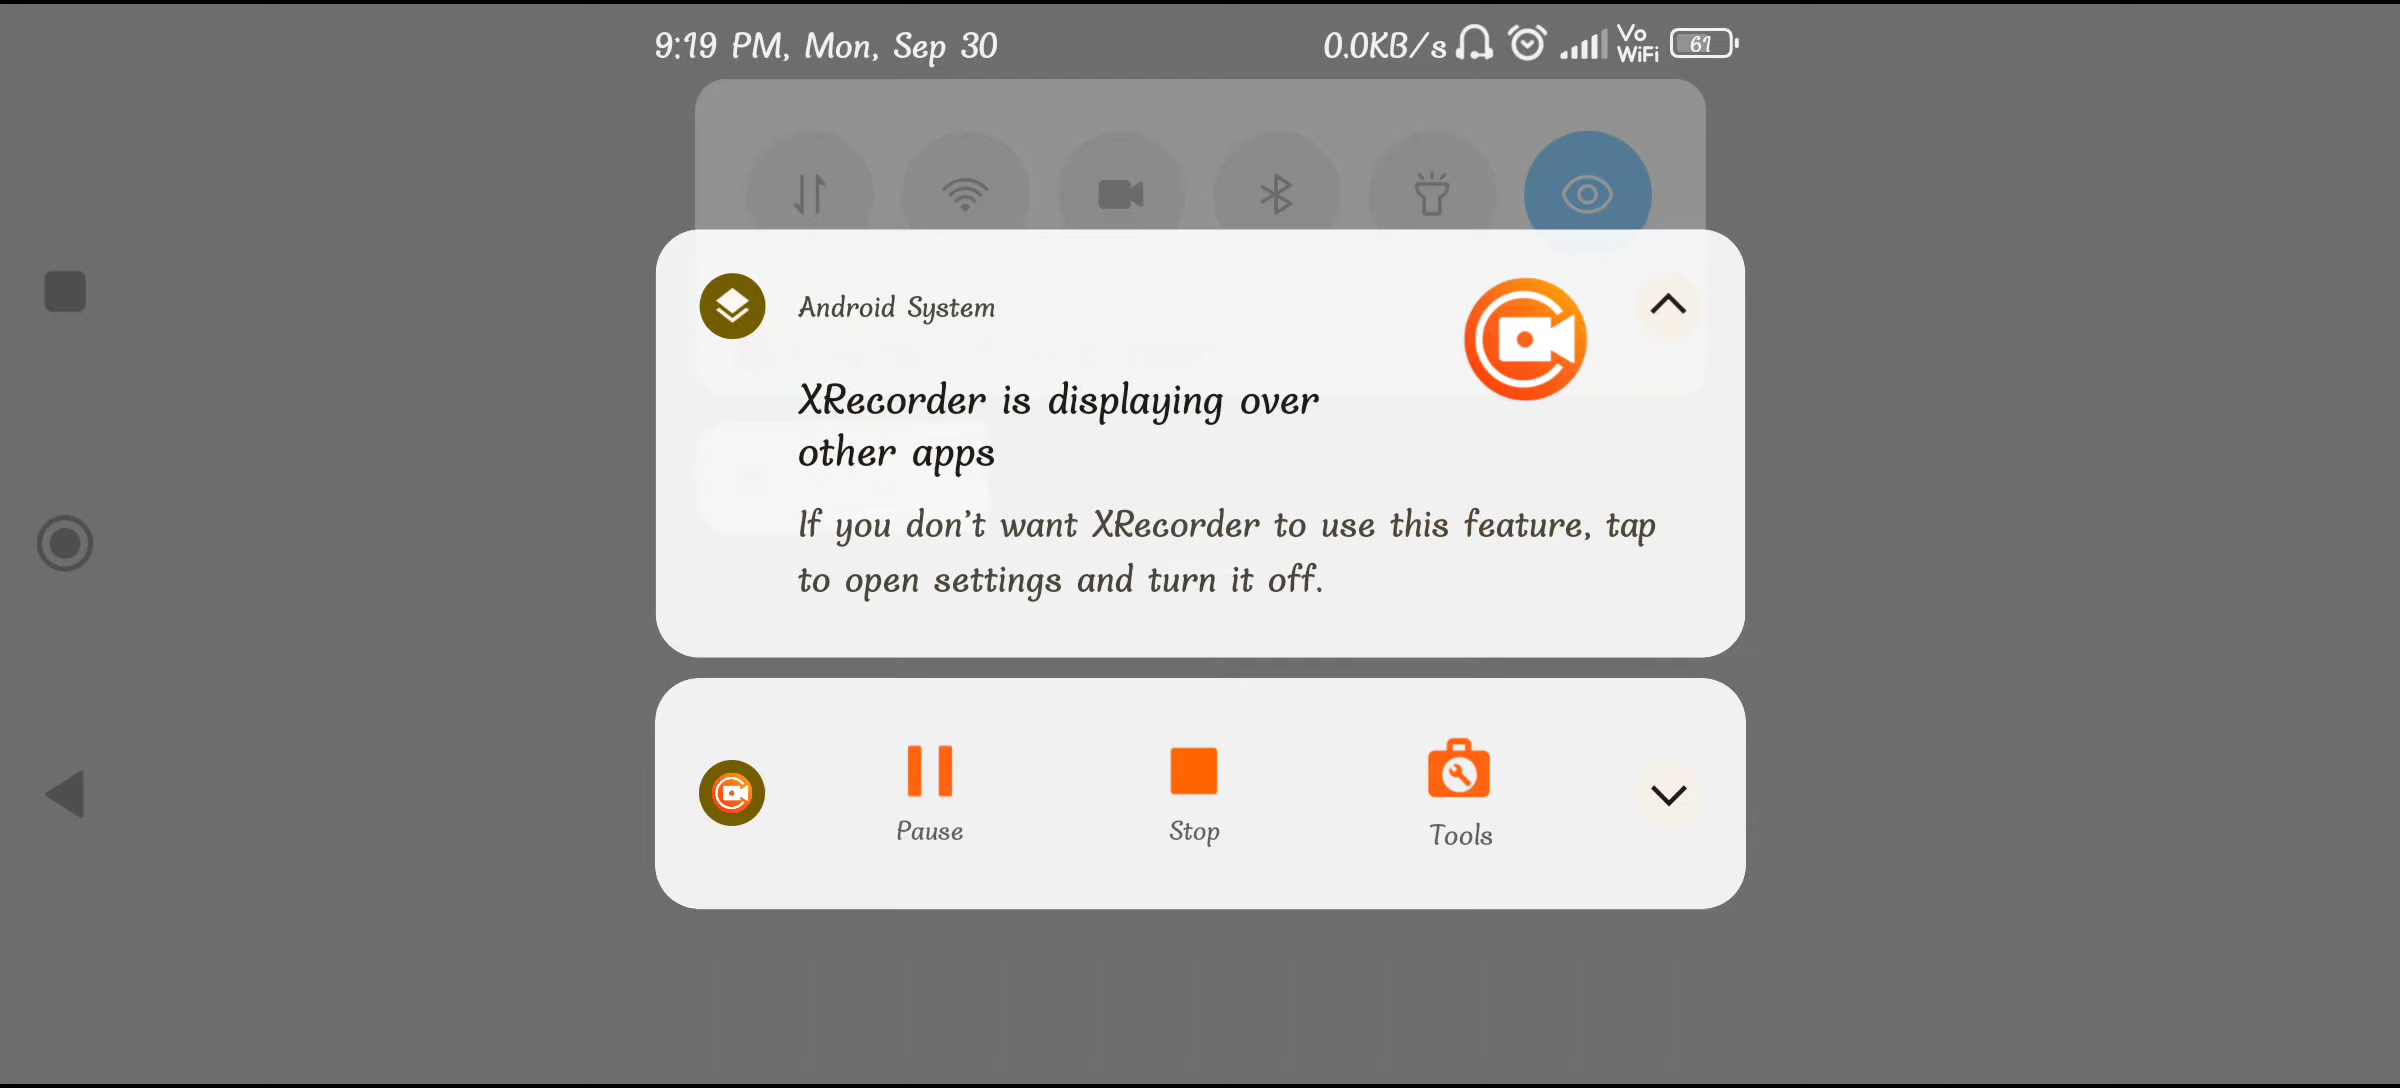 9:19 PM, Mon, Sep 30
0.0KB/s Vo WiFi 61
Android System
XRecorder is displaying over
other apps
If you don't want XRecorder to use this feature, tap
to open settings and turn it off.
Pause Stop Tools